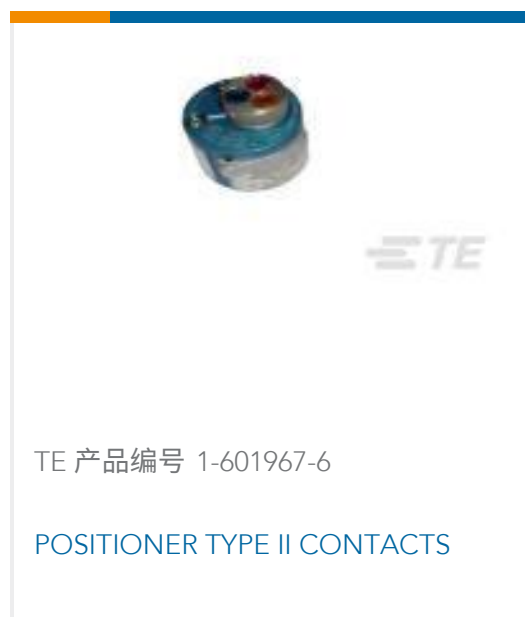 TE
TE 产品编号 1-601967-6
POSITIONER TYPE II CONTACTS